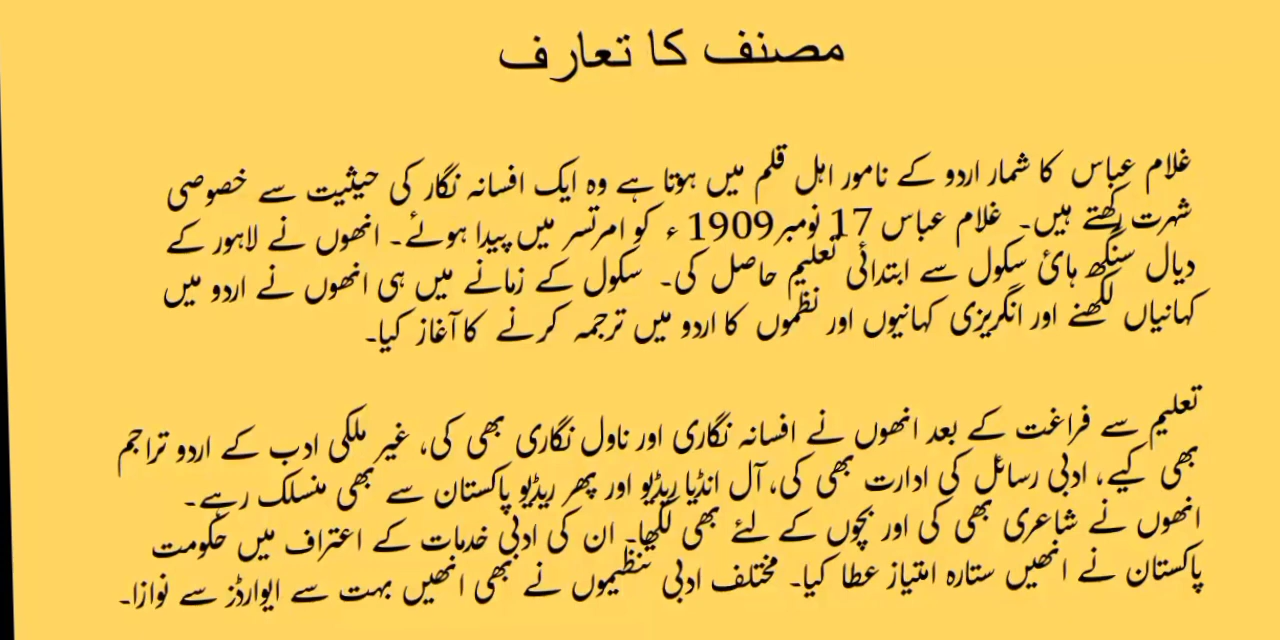 مصنف کا تعارف
غلام عباس کا شمار اردو کے نامور اہل قلم میں ہوتا ہے وہ ایک افسانہ نگار کی حیثیت سے خصوصی
شہرت رکھتے ہیں۔ غلام عباس 17 نومبر1909 ء کو امرتسر میں پیدا ہوئے۔ انھوں نے لاہور کے
دیال سنگھ ہائ سکول سے ابتدائی تعلیم حاصل کی۔ سکول کے زمانے میں ہی انھوں نے اردو میں
کہانیاں لکھنے اور انگریزی کہانیوں اور نظموں کا اردو میں ترجمہ کرنے کا آغاز کیا۔
تعلیم سے فراغت کے بعد انھوں نے افسانہ نگاری اور ناول نگاری بھی کی، غیر ملکی ادب کے اردو تراجم
بھی کیے، ادبی رسائل کی ادارت بھی کی، آل انڈیا ریڈیو اور پھر ریڈیو پاکستان سے بھی منسلک رہے۔
انھوں نے شاعری بھی کی اور بچوں کے لئے بھی لکھا۔ ان کی ادبی خدمات کے اعتراف میں حکومت
پاکستان نے انھیں ستارہ امتیاز عطا کیا۔ مختلف ادبی تنظیموں نے بھی انھیں بہت سے ایوارڈز سے نوازا۔